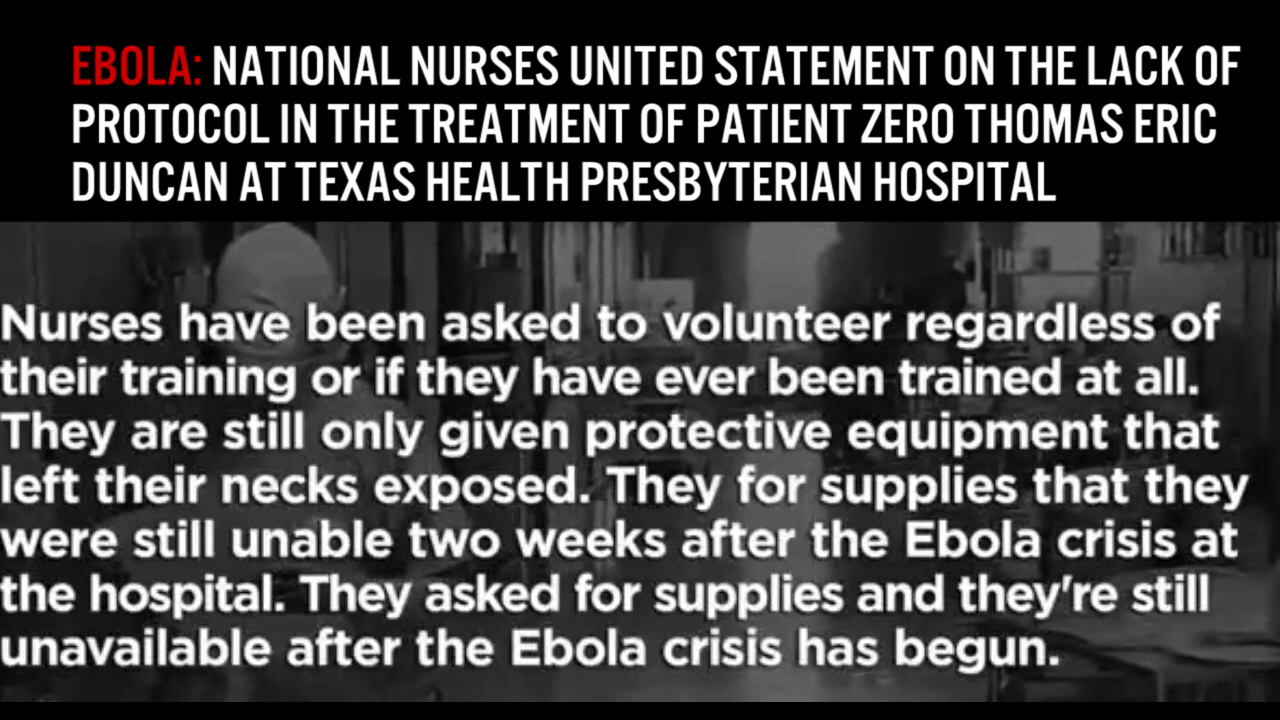 EBOLA: NATIONAL NURSES UNITED STATEMENT ON THE LACK OF
PROTOCOL IN THE TREATMENT OF PATIENT ZERO THOMAS ERIC
DUNCAN AT TEXAS HEALTH PRESBYTERIAN HOSPITAL
Nurses have been asked to volunteer regardless of
their training or if they have ever been trained at all.
They are still only given protective equipment that
left their necks exposed. They for supplies that they
were still unable two weeks after the Ebola crisis at
the hospital. They asked for supplies and they're still
unavailable after the Ebola crisis has begun.